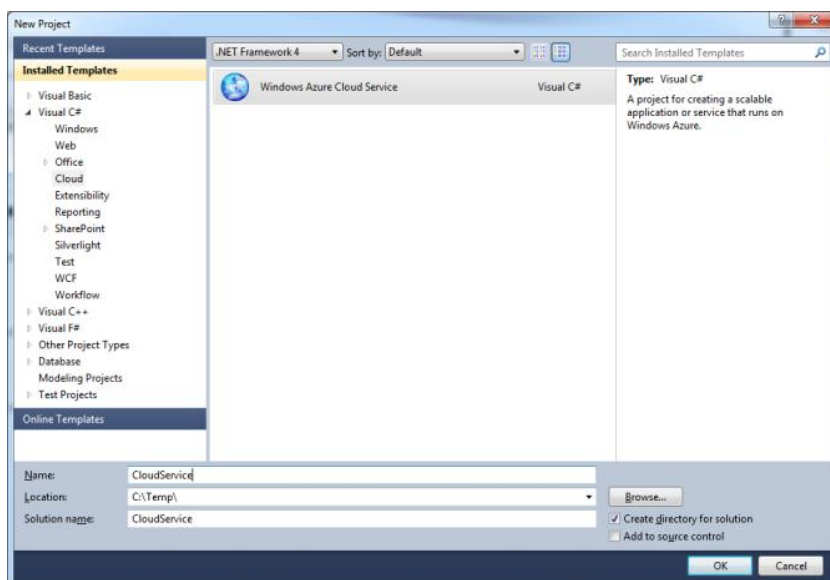 New Project
Recent Templates
Installed Templates
Visual Basic
Visual C#
Windows
Web
Office
Cloud
Extensibility
Reporting
SharePoint
Silverlight
Test
WCF
Workflow
Visual C++
Visual F#
Other Project Types
Database
Modeling Projects
Test Projects
Online Templates
.NET Framework 4 Sort by: Default
Windows Azure Cloud Service Visual C#
Search Installed Templates
Type: Visual C#
A project for creating a scalable
application or service that runs on
Windows Azure.
Name: CloudService
Location: C:\Temp\ Browse...
Solution name: CloudService Create directory for solution
Add to source control
OK Cancel